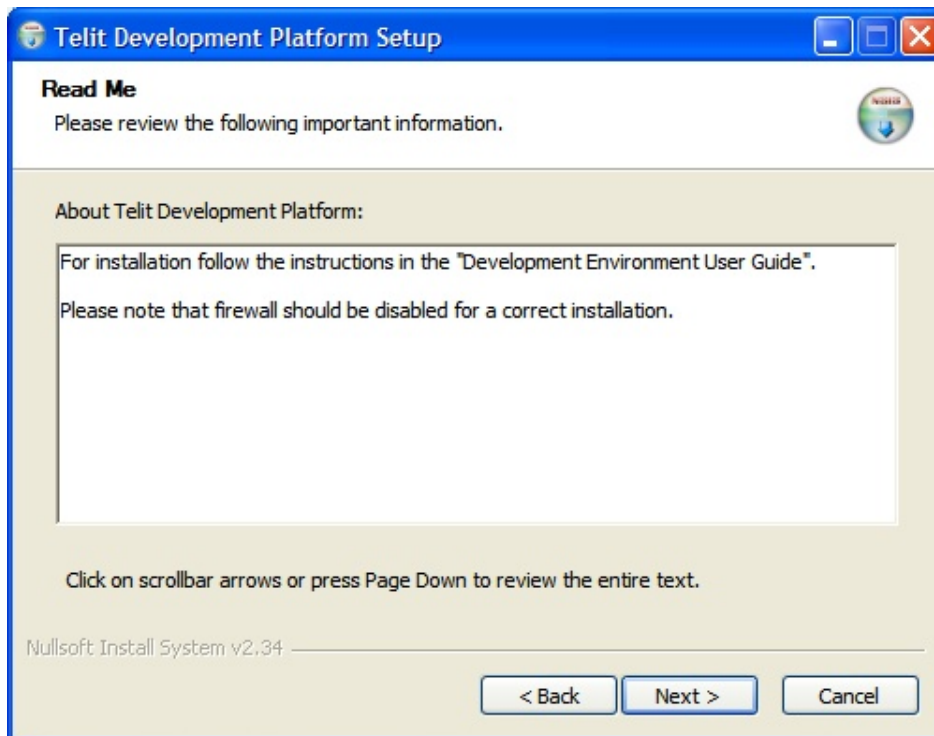 Telit Development Platform Setup
Read Me
Please review the following important information.
About Telit Development Platform:
For installation follow the instructions in the "Development Environment User Guide".
Please note that firewall should be disabled for a correct installation.
Click on scrollbar arrows or press Page Down to review the entire text.
Nullsoft Install System v2.34
< Back Next > Cancel